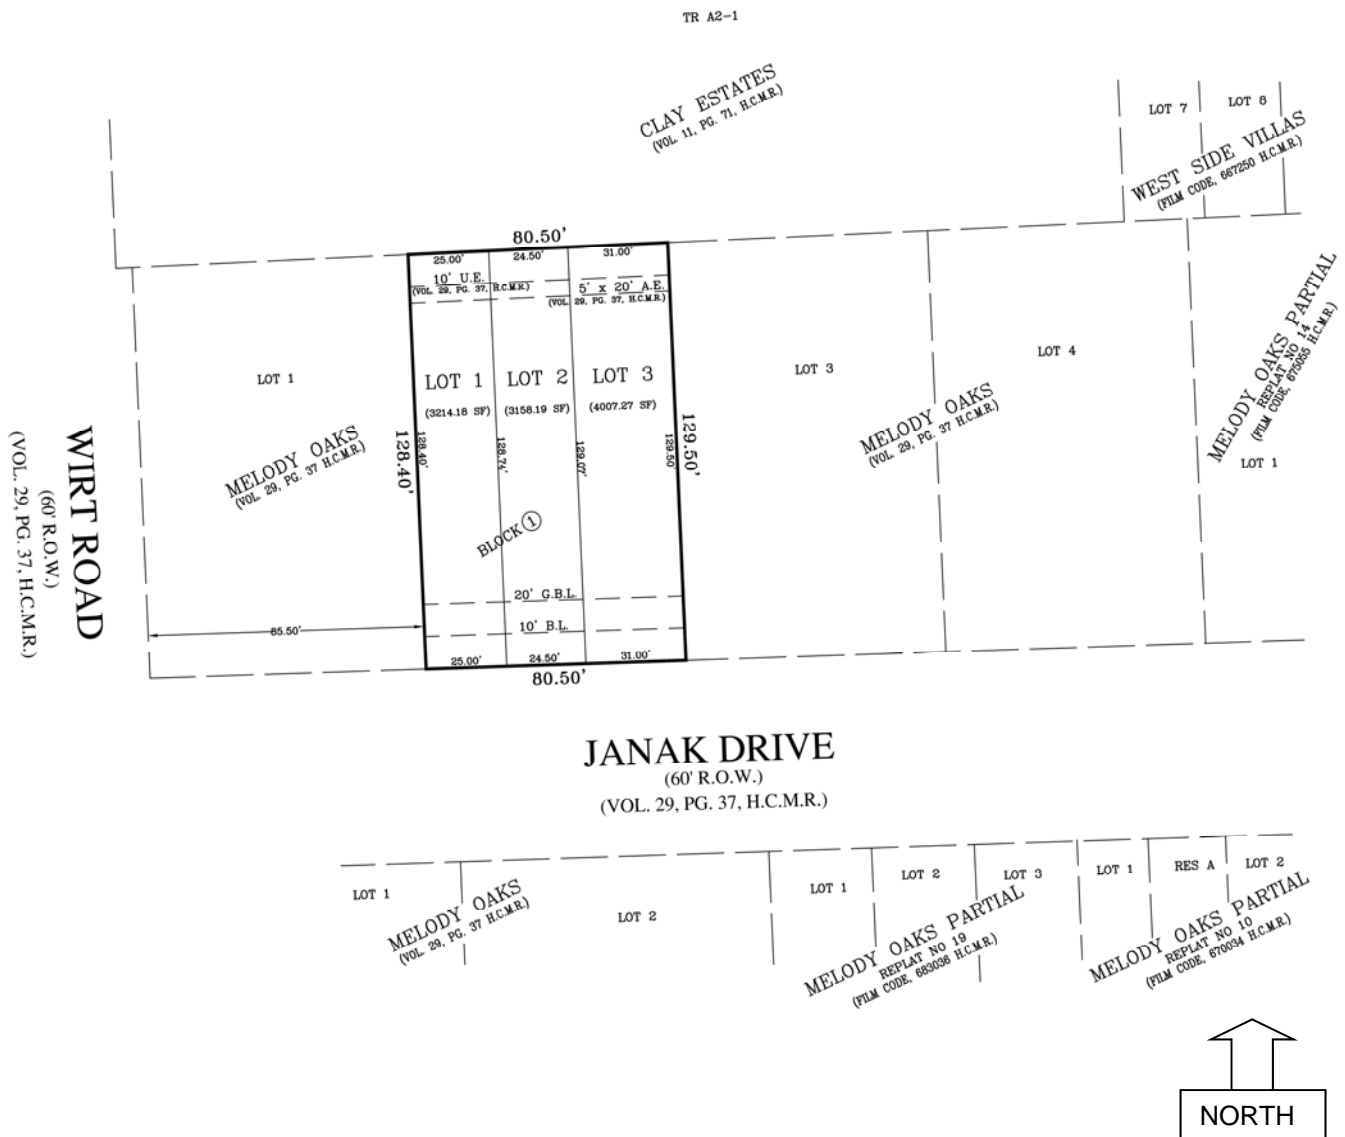 TR A2-1
CLAY ESTATES
(VOL. 11, PG. 71, H.C.M.R.)
LOT 7
LOT 8
WEST SIDE VILLAS
(FILM CODE, 667250 H.C.M.R.)
80.50'
25.00'
24.50'
31.00'
10' U.E.
(VOL. 29, PG. 37, H.C.M.R.)
5' x 20' A.E.
(VOL. 29, PG. 37, H.C.M.R.)
LOT 1
LOT 1
(3214.18 SF)
LOT 2
(3158.19 SF)
LOT 3
(4007.27 SF)
LOT 3
LOT 4
MELODY OAKS PARTIAL
REPLAT NO 14
(FILM CODE, 675055 H.C.M.R.)
LOT 1
MELODY OAKS
(VOL. 29, PG. 37 H.C.M.R.)
128.40'
128.40'
128.74'
129.07'
129.50'
129.50'
MELODY OAKS
(VOL. 29, PG. 37 H.C.M.R.)
WIRT ROAD
(60' R.O.W.)
(VOL. 29, PG. 37, H.C.M.R.)
BLOCK 1
20' G.B.L.
10' B.L.
85.50'
25.00'
24.50'
31.00'
80.50'
JANAK DRIVE
(60' R.O.W.)
(VOL. 29, PG. 37, H.C.M.R.)
LOT 1
MELODY OAKS
(VOL. 29, PG. 37 H.C.M.R.)
LOT 2
LOT 1
LOT 2
LOT 3
MELODY OAKS PARTIAL
REPLAT NO 19
(FILM CODE, 683036 H.C.M.R.)
LOT 1
RES A
LOT 2
MELODY OAKS PARTIAL
REPLAT NO 10
(FILM CODE, 670034 H.C.M.R.)
NORTH